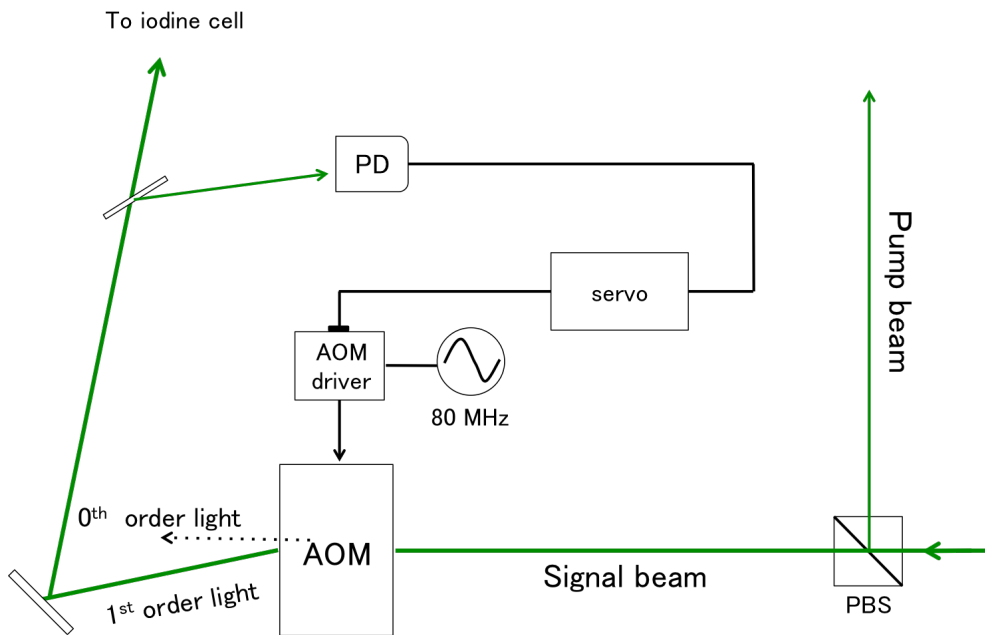 To iodine cell
PD
Pump beam
servo
AOM
driver
80 MHz
0th order light
AOM
Signal beam
1st order light
PBS